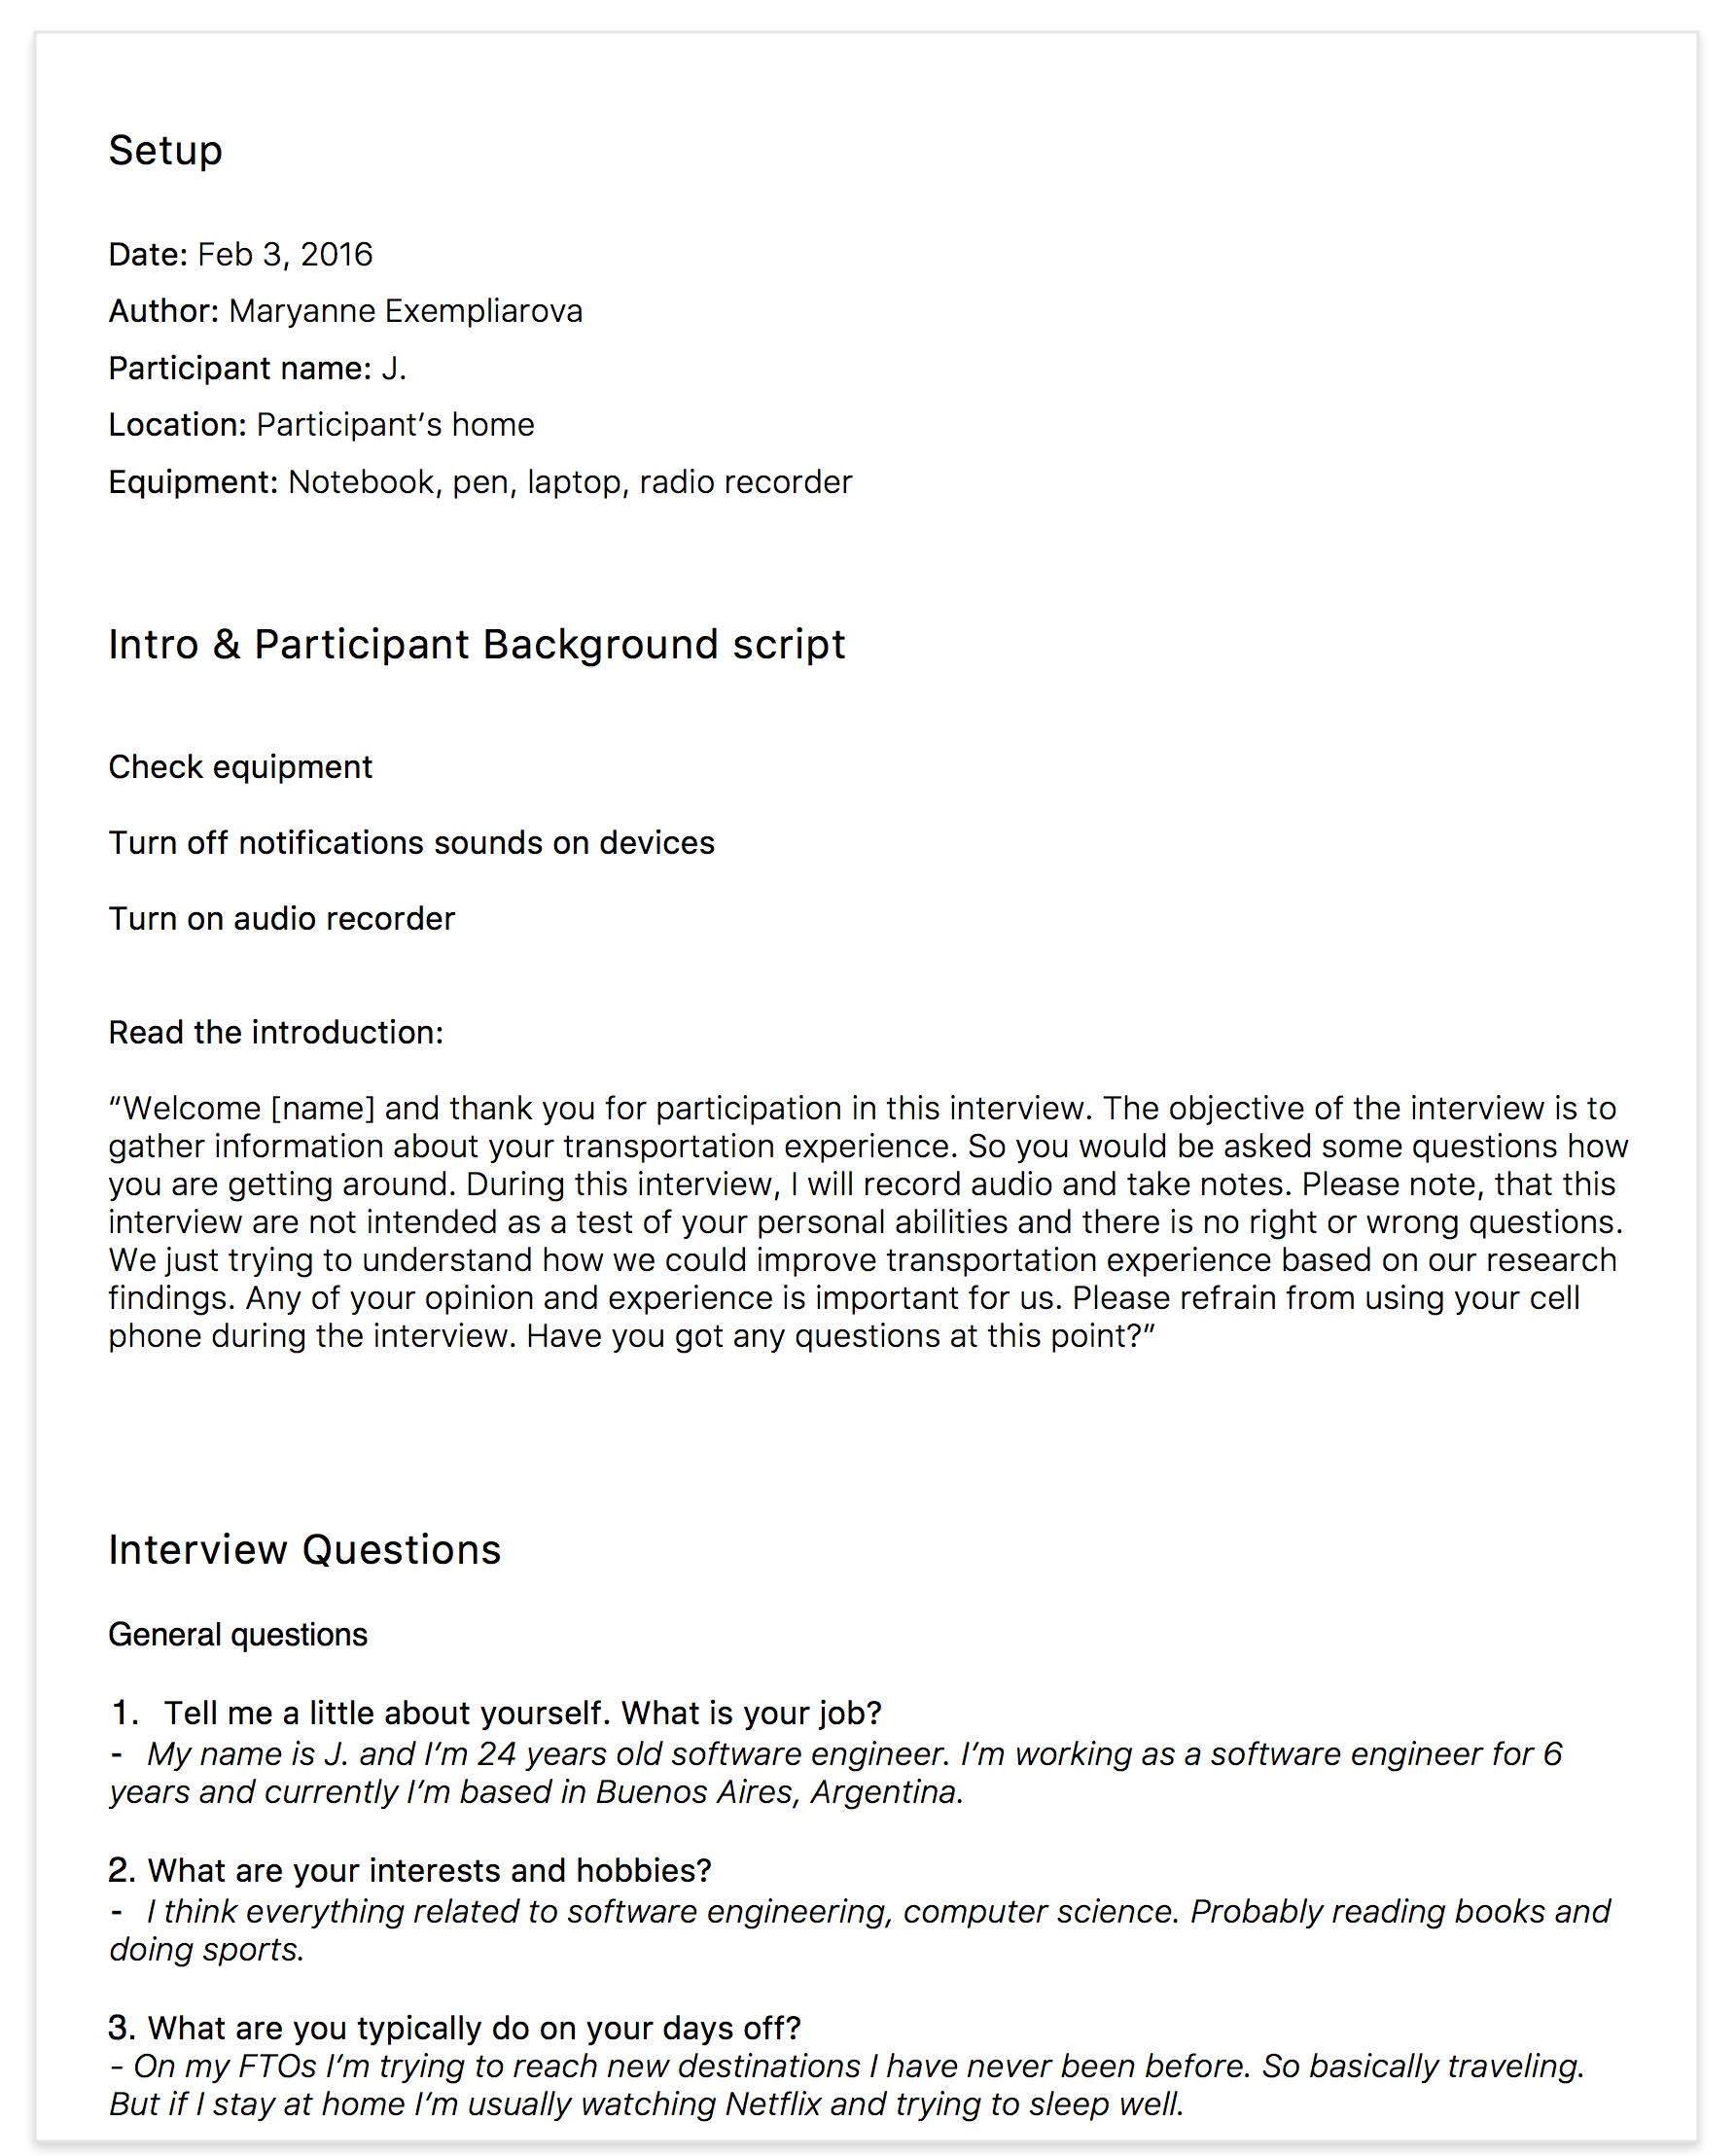 Setup
Date: Feb 3, 2016
Author: Maryanne Exempliarova
Participant name: J.
Location: Participant’s home
Equipment: Notebook, pen, laptop, radio recorder
Intro & Participant Background script
Check equipment
Turn off notifications sounds on devices
Turn on audio recorder
Read the introduction:
“Welcome [name] and thank you for participation in this interview. The objective of the interview is to
gather information about your transportation experience. So you would be asked some questions how
you are getting around. During this interview, I will record audio and take notes. Please note, that this
interview are not intended as a test of your personal abilities and there is no right or wrong questions.
We just trying to understand how we could improve transportation experience based on our research
findings. Any of your opinion and experience is important for us. Please refrain from using your cell
phone during the interview. Have you got any questions at this point?”
Interview Questions
General questions
1. Tell me a little about yourself. What is your job?
- My name is J. and I’m 24 years old software engineer. I’m working as a software engineer for 6
years and currently I’m based in Buenos Aires, Argentina.
2. What are your interests and hobbies?
- I think everything related to software engineering, computer science. Probably reading books and
doing sports.
3. What are you typically do on your days off?
- On my FTOs I’m trying to reach new destinations I have never been before. So basically traveling.
But if I stay at home I’m usually watching Netflix and trying to sleep well.